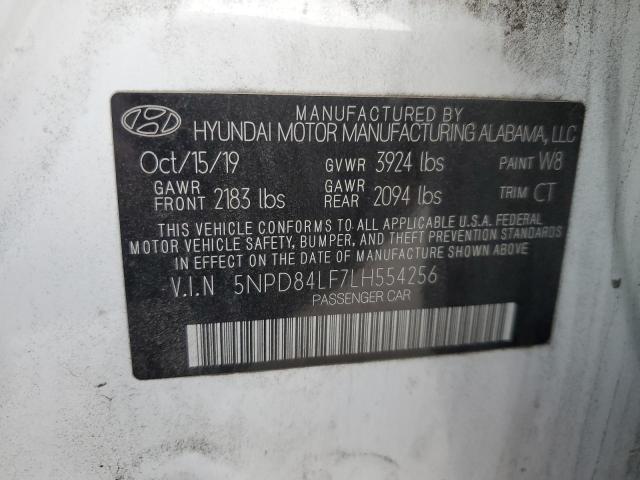 MANUFACTURED BY
HYUNDAI MOTOR MANUFACTURING ALABAMA, LLC
Oct/15/19 GVWR 3924 lbs PAINT W8
GAWR FRONT 2183 lbs GAWR REAR 2094 lbs TRIM CT
THIS VEHICLE CONFORMS TO ALL APPLICABLE U.S.A. FEDERAL
MOTOR VEHICLE SAFETY, BUMPER, AND THEFT PREVENTION STANDARDS
IN EFFECT ON THE DATE OF MANUFACTURE SHOWN ABOVE
V.I.N 5NPD84LF7LH554256
PASSENGER CAR